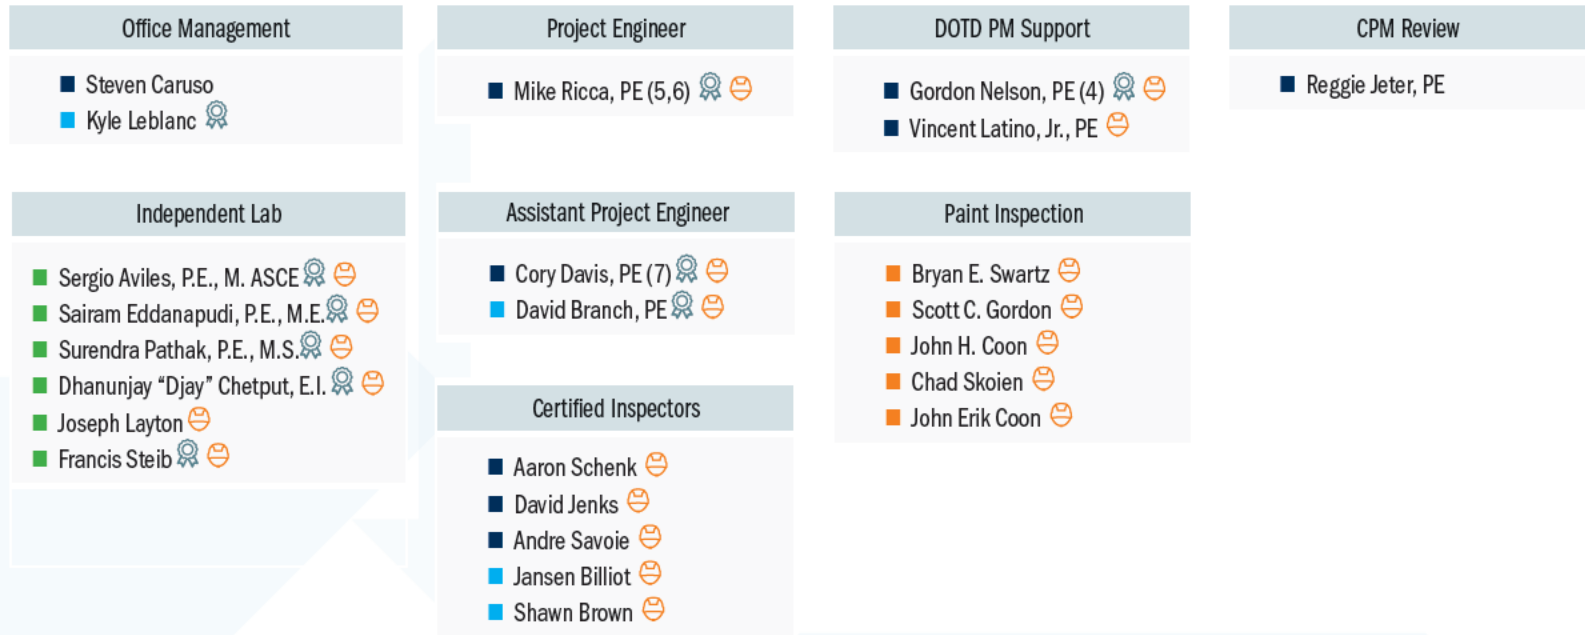 Office Management
Steven Caruso
Kyle Leblanc
Project Engineer
Mike Ricca, PE (5,6)
DOTD PM Support
Gordon Nelson, PE (4)
Vincent Latino, Jr., PE
CPM Review
Reggie Jeter, PE
Independent Lab
Sergio Aviles, P.E., M. ASCE
Sairam Eddanapudi, P.E., M.E.
Surendra Pathak, P.E., M.S.
Dhanunjay “Djay” Chetput, E.I.
Joseph Layton
Francis Steib
Assistant Project Engineer
Cory Davis, PE (7)
David Branch, PE
Certified Inspectors
Aaron Schenk
David Jenks
Andre Savoie
Jansen Billiot
Shawn Brown
Paint Inspection
Bryan E. Swartz
Scott C. Gordon
John H. Coon
Chad Skoien
John Erik Coon